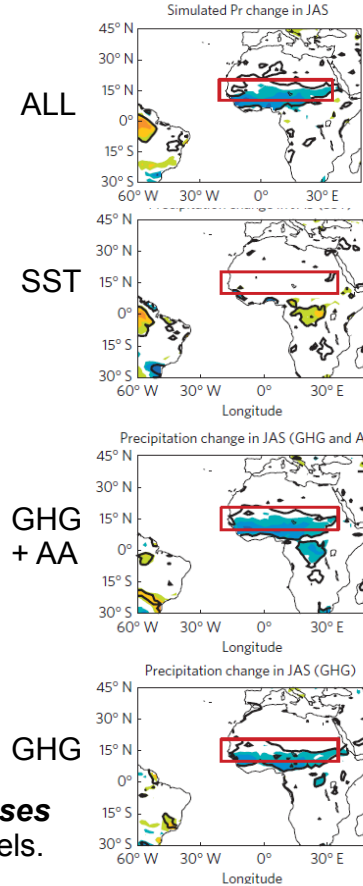 Simulated Pr change in JAS
45° N
30° N
15° N
0°
15° S
30° S
60° W 30° W 0° 30° E
ALL
45° N
30° N
15° N
0°
15° S
30° S
60° W 30° W 0° 30° E
Longitude
SST
Precipitation change in JAS (GHG and A
45° N
30° N
15° N
0°
15° S
30° S
60° W 30° W 0° 30° E
Longitude
GHG
+ AA
Precipitation change in JAS (GHG)
45° N
30° N
15° N
0°
15° S
30° S
60° W 30° W 0° 30° E
Longitude
GHG
ses
els.